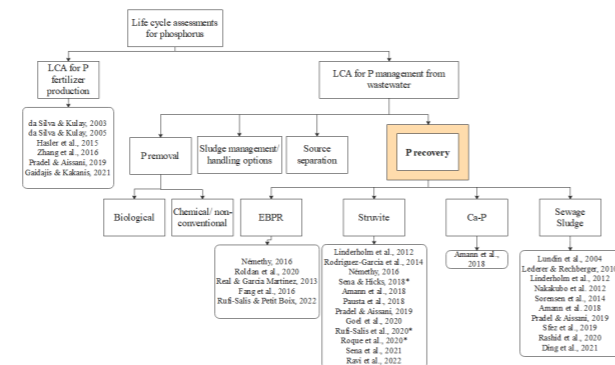 Life cycle assessments
for phosphorus
LCA for P
fertilizer
production
LCA for P management from
wastewater
da Silva & Kulay, 2003
da Silva & Kulay, 2005
Hasler et al., 2015
Zhang et al., 2016
Pradel & Aissani, 2019
Gaidajis & Kakanis, 2021
P removal
Sludge management/
handling options
Source
separation
P recovery
Biological
Chemical/ non-
conventional
EBPR
Struvite
Ca-P
Sewage
Sludge
Némethy, 2016
Roldan et al., 2020
Real & Garcia Martinez, 2013
Fang et al., 2016
Rufí-Salis & Petit Boix, 2022
Linderholm et al., 2012
Rodriguez-Garcia et al., 2014
Némethy, 2016
Sena & Hicks, 2018*
Amann et al., 2018
Pausta et al., 2018
Pradel & Aissani, 2019
Goel et al., 2020
Rufí-Salis et al., 2020*
Roque et al., 2020*
Sena et al., 2021
Ravi et al., 2022
Amann et al.,
2018
Lundin et al., 2004
Lederer & Rechberger, 2010
Linderholm et al., 2012
Nakakubo et al. 2012
Sorensen et al., 2014
Amann et al. 2018
Pradel & Aissani, 2019
Sfez et al., 2019
Rashid et al., 2020
Ding et al., 2021